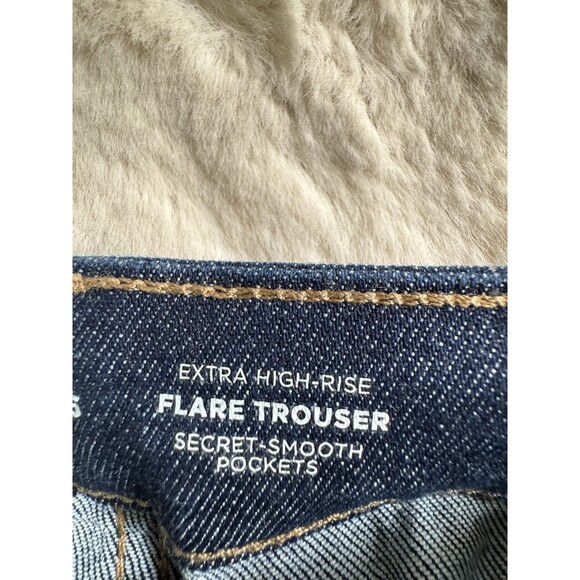 EXTRA HIGH-RISE
FLARE TROUSER
SECRET-SMOOTH
POCKETS